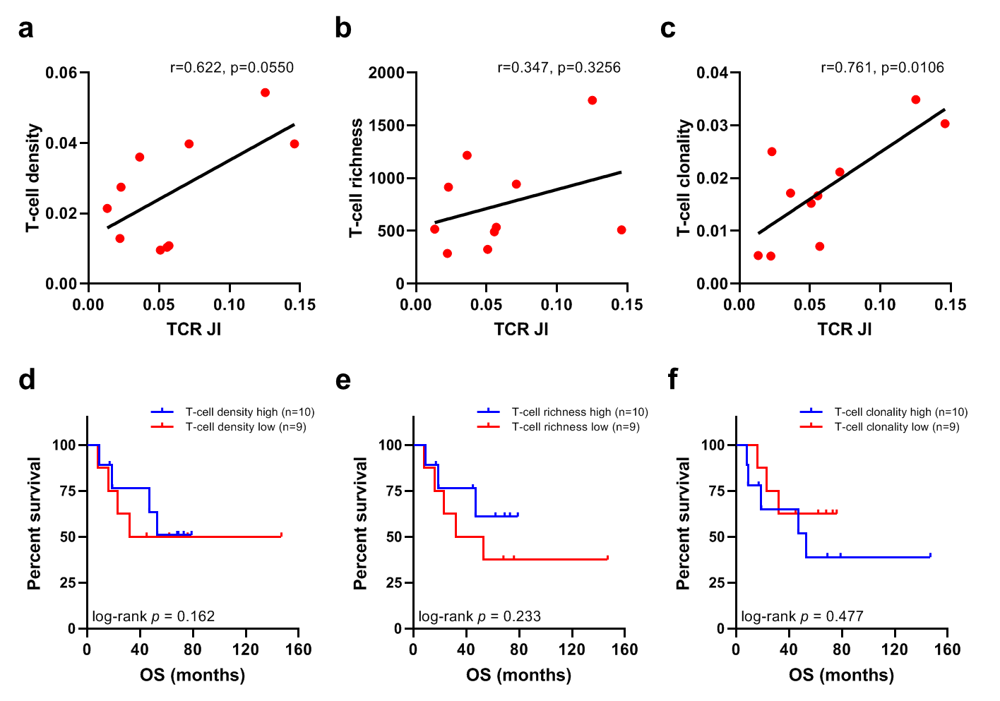 a
r=0.622, p=0.0550
T-cell density
0.06
0.04
0.02
0.00
0.00 0.05 0.10 0.15
TCR JI
b
r=0.347, p=0.3256
T-cell richness
2000
1500
1000
500
0
0.00 0.05 0.10 0.15
TCR JI
c
r=0.761, p=0.0106
T-cell clonality
0.04
0.03
0.02
0.01
0.00
0.00 0.05 0.10 0.15
TCR JI
d
T-cell density high (n=10)
T-cell density low (n=9)
Percent survival
100
75
50
25
0
log-rank p = 0.162
0 40 80 120 160
OS (months)
e
T-cell richness high (n=10)
T-cell richness low (n=9)
Percent survival
100
75
50
25
0
log-rank p = 0.233
0 40 80 120 160
OS (months)
f
T-cell clonality high (n=10)
T-cell clonality low (n=9)
Percent survival
100
75
50
25
0
log-rank p = 0.477
0 40 80 120 160
OS (months)